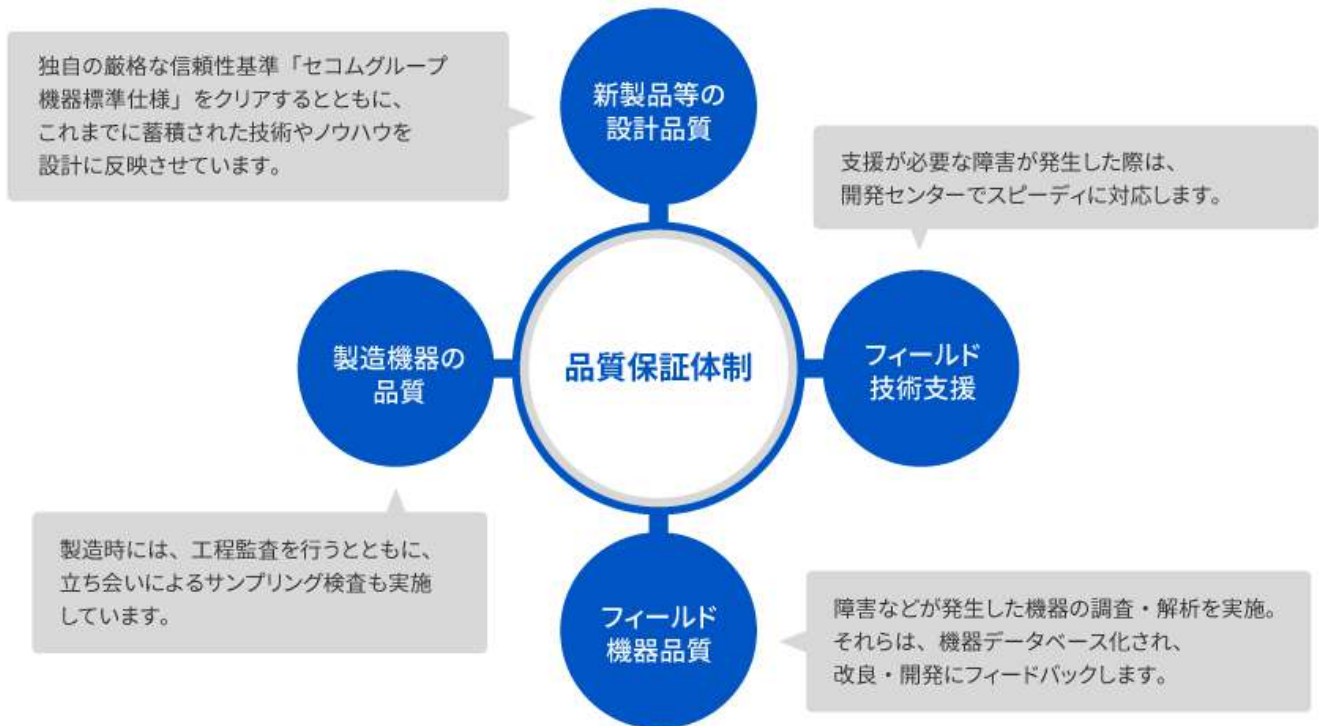 独自の厳格な信頼性基準「セコムグループ
機器標準仕様」をクリアするとともに、
これまでに蓄積された技術やノウハウを
設計に反映させています。
新製品等の
設計品質
支援が必要な障害が発生した際は、
開発センターでスピーディに対応します。
製造機器の
品質
品質保証体制
フィールド
技術支援
製造時には、工程監査を行うとともに、
立ち会いによるサンプリング検査も実施
しています。
フィールド
機器品質
障害などが発生した機器の調査・解析を実施。
それらは、機器データベース化され、
改良・開発にフィードバックします。